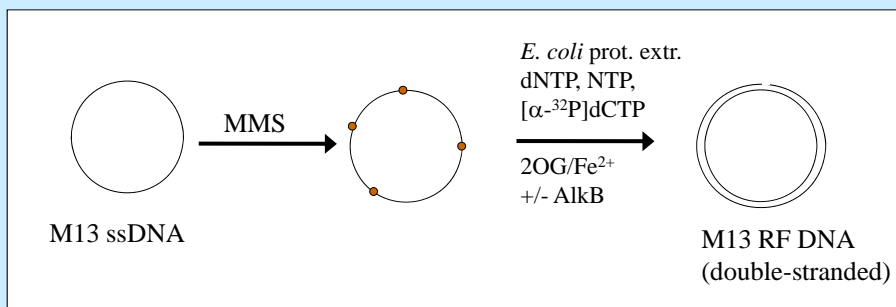 MMS
E. coli prot. extr.
dNTP, NTP,
[α-³²P]dCTP
2OG/Fe²⁺
+/- AlkB
M13 ssDNA
M13 RF DNA
(double-stranded)